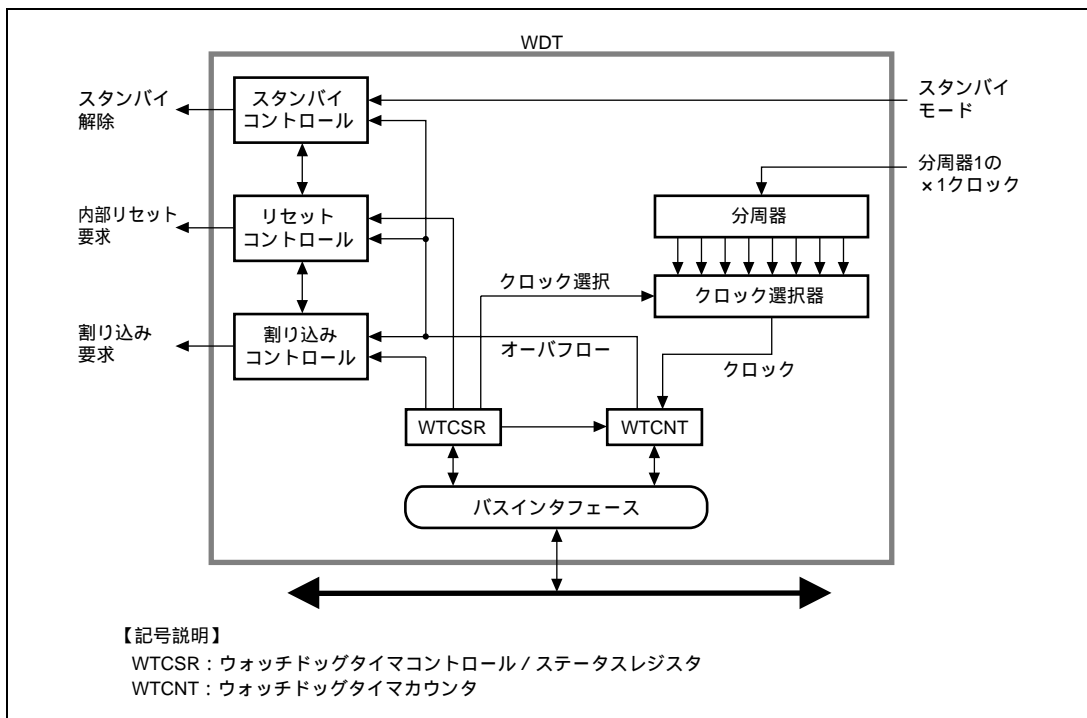 WDT
スタンバイ
解除
スタンバイ
コントロール
スタンバイ
モード
分周器1の
×1クロック
内部リセット
要求
リセット
コントロール
分周器
クロック選択
クロック選択器
割り込み
要求
割り込み
コントロール
オーバフロー
クロック
WTCSR
WTCNT
バスインタフェース
【記号説明】
WTCSR：ウォッチドッグタイマコントロール / ステータスレジスタ
WTCNT：ウォッチドッグタイマカウンタ